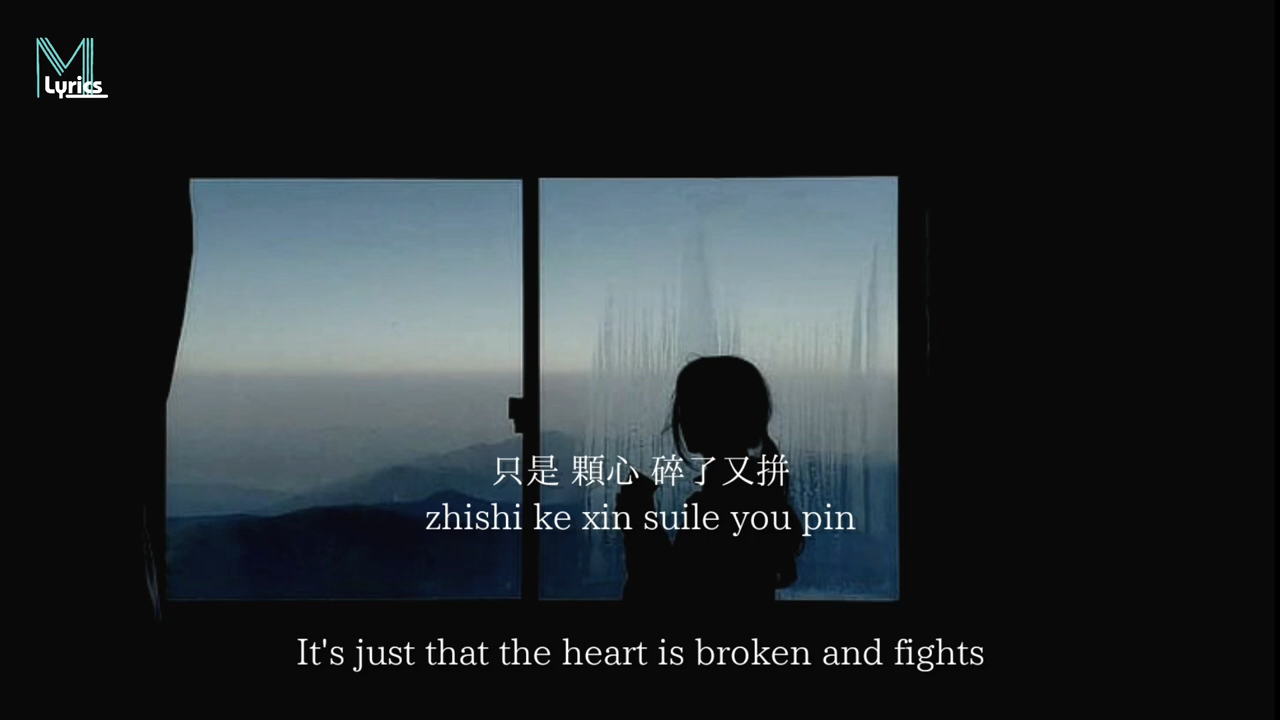 M
Lyrics
只是 顆心 碎了又拼
zhishi ke xin suile you pin
It's just that the heart is broken and fights